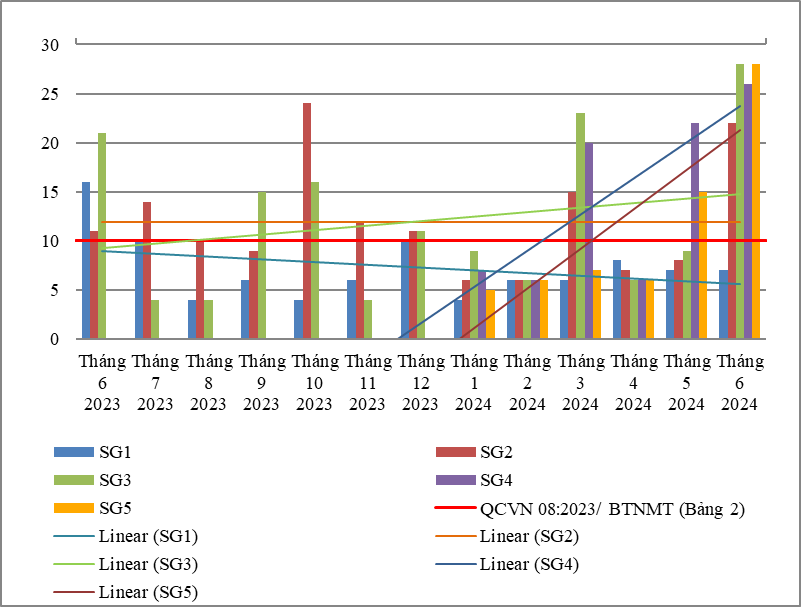 30
25
20
15
10
5
0
Tháng 6 2023
Tháng 7 2023
Tháng 8 2023
Tháng 9 2023
Tháng 10 2023
Tháng 11 2023
Tháng 12 2023
Tháng 1 2024
Tháng 2 2024
Tháng 3 2024
Tháng 4 2024
Tháng 5 2024
Tháng 6 2024
SG1
SG2
SG3
SG4
SG5
QCVN 08:2023/ BTNMT (Bảng 2)
Linear (SG1)
Linear (SG2)
Linear (SG3)
Linear (SG4)
Linear (SG5)